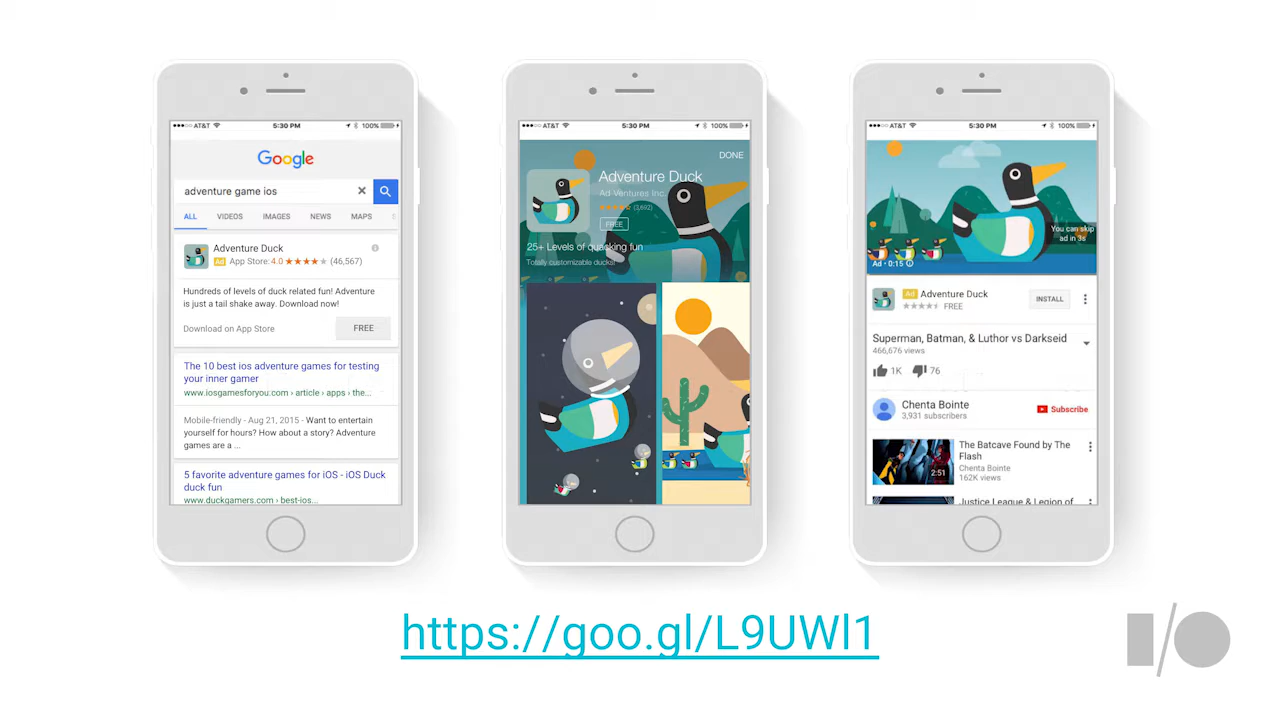 AT&T
5:30 PM
100%
Google
adventure game ios
ALL VIDEOS IMAGES NEWS MAPS S
Adventure Duck
Ad App Store: 4.0 ★★★★★ (46,567)
Hundreds of levels of duck related fun! Adventure
is just a tail shake away. Download now!
Download on App Store
FREE
The 10 best ios adventure games for testing
your inner gamer
www.iosgamesforyou.com › article › apps › the...
Mobile-friendly - Aug 21, 2015 - Want to entertain
yourself for hours? How about a story? Adventure
games are a ...
5 favorite adventure games for iOS - iOS Duck
duck fun
www.duckgamers.com › best-ios...
AT&T
5:30 PM
100%
DONE
Adventure Duck
Ad-Ventures Inc.
★★★★★ (3,692)
FREE
25+ Levels of quacking fun
Totally customizable ducks!
AT&T
5:30 PM
100%
You can skip
ad in 3s
Ad • 0:15
Ad Adventure Duck
★★★★★ FREE
INSTALL
Superman, Batman, & Luthor vs Darkseid
466,676 views
1K 76
Chenta Bointe
3,931 subscribers
Subscribe
2:51
The Batcave Found by The
Flash
Chenta Bointe
162K views
Justice League & Legion of
https://goo.gl/L9UWl1
I/O